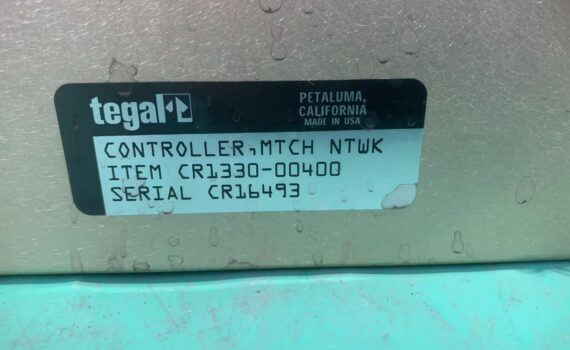 tegal
PETALUMA,
CALIFORNIA
MADE IN USA
CONTROLLER,MTCH NTWK
ITEM CR1330-00400
SERIAL CR16493